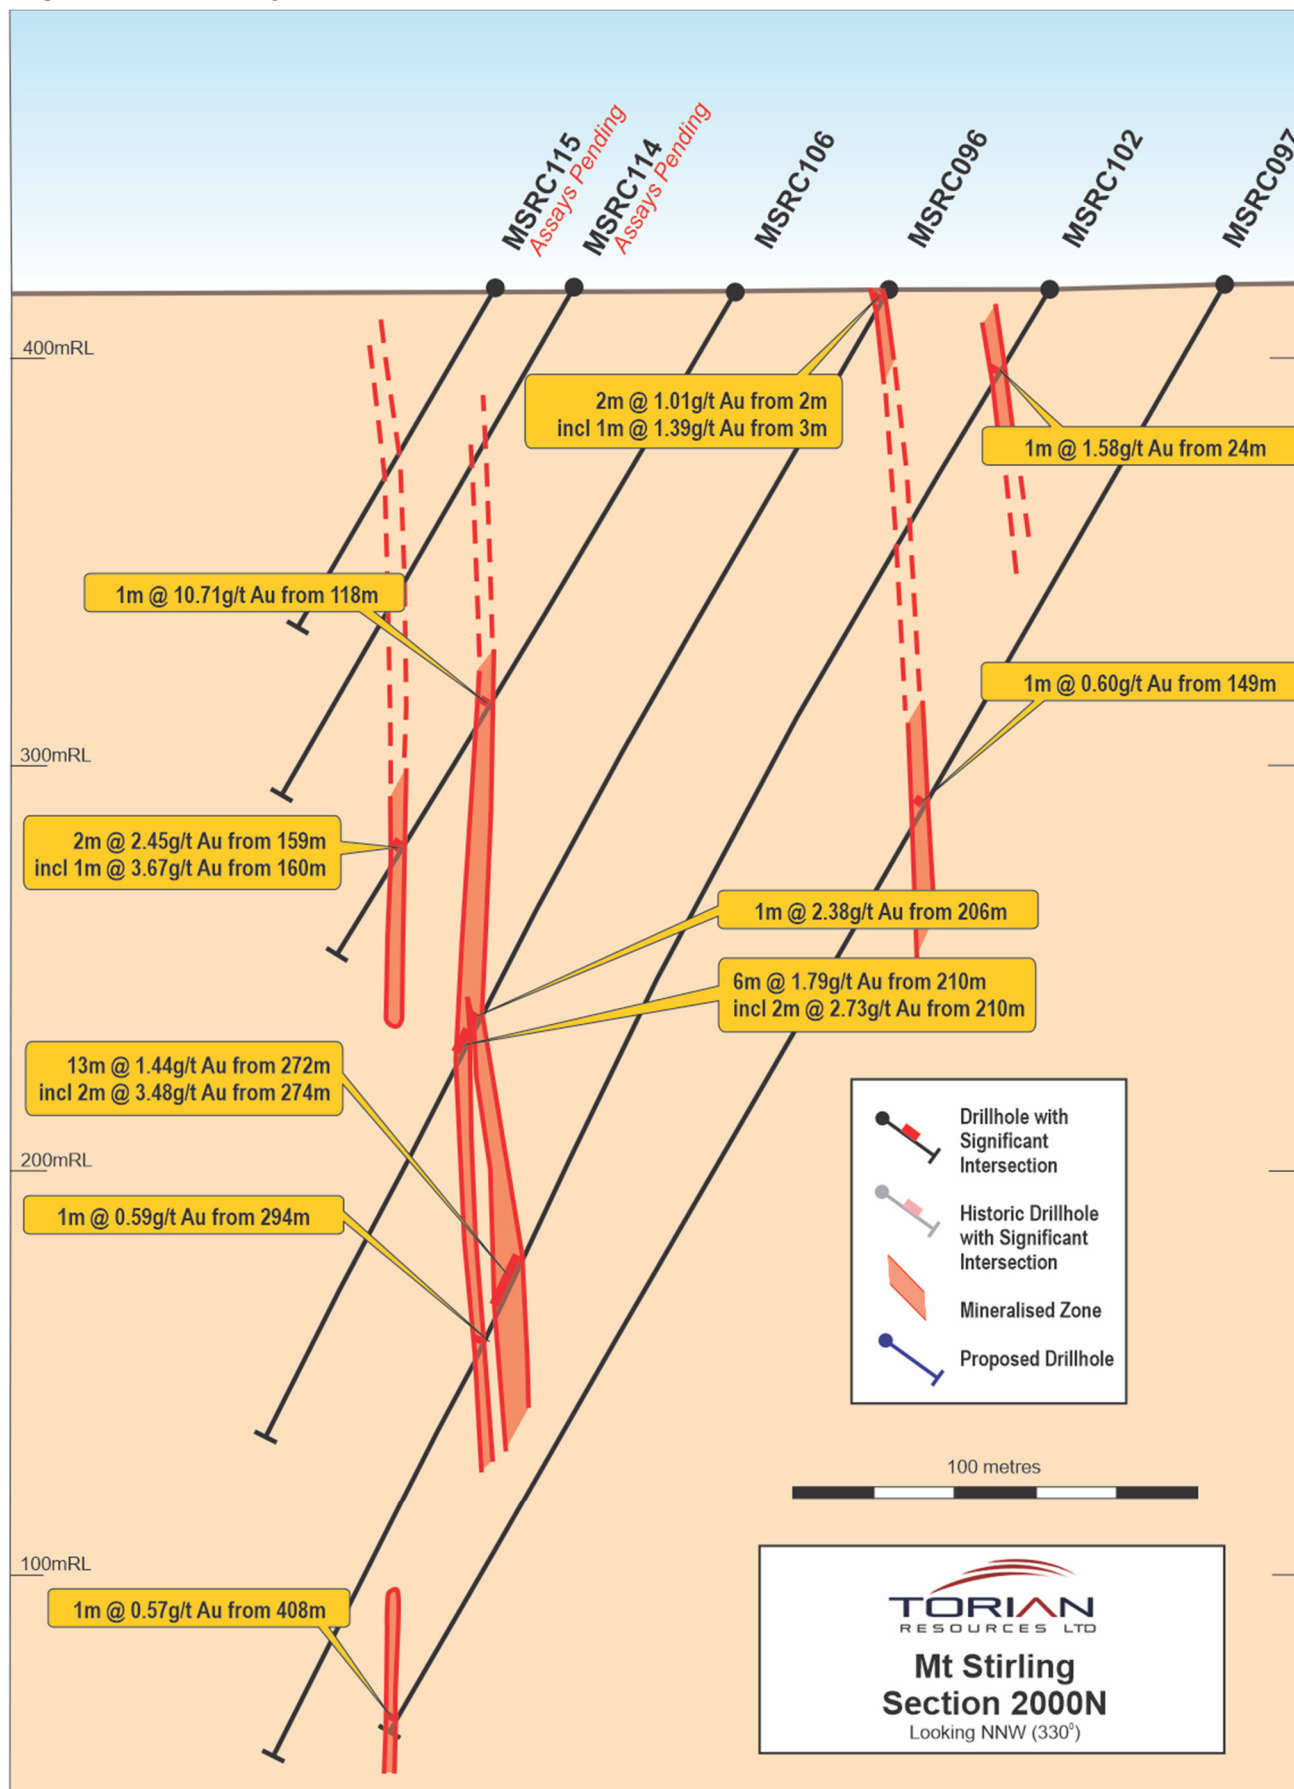 MSRC115
Assays Pending
MSRC114
Assays Pending
MSRC106
MSRC096
MSRC102
MSRC097
400mRL
2m @ 1.01g/t Au from 2m
incl 1m @ 1.39g/t Au from 3m
1m @ 1.58g/t Au from 24m
1m @ 10.71g/t Au from 118m
1m @ 0.60g/t Au from 149m
300mRL
2m @ 2.45g/t Au from 159m
incl 1m @ 3.67g/t Au from 160m
1m @ 2.38g/t Au from 206m
6m @ 1.79g/t Au from 210m
incl 2m @ 2.73g/t Au from 210m
13m @ 1.44g/t Au from 272m
incl 2m @ 3.48g/t Au from 274m
200mRL
1m @ 0.59g/t Au from 294m
Drillhole with
Significant
Intersection
Historic Drillhole
with Significant
Intersection
Mineralised Zone
Proposed Drillhole
100 metres
100mRL
1m @ 0.57g/t Au from 408m
TORIAN
RESOURCES LTD
Mt Stirling
Section 2000N
Looking NNW (330⁰)